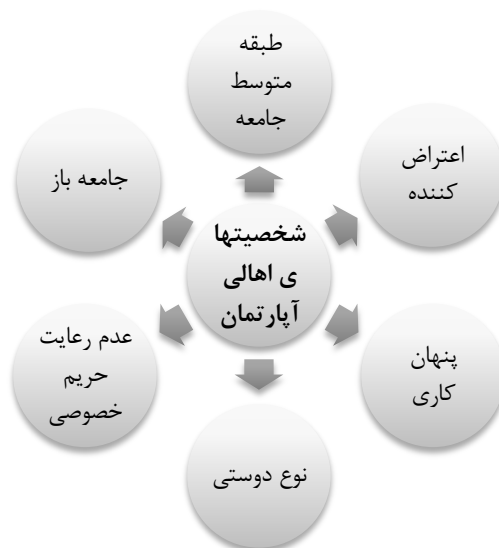 طبقه
متوسط
جامعه
اعتراض
کننده
پنهان
کاری
نوع دوستی
عدم رعایت
حریم
خصوصی
جامعه باز
شخصیتها
ی اهالی
آپارتمان